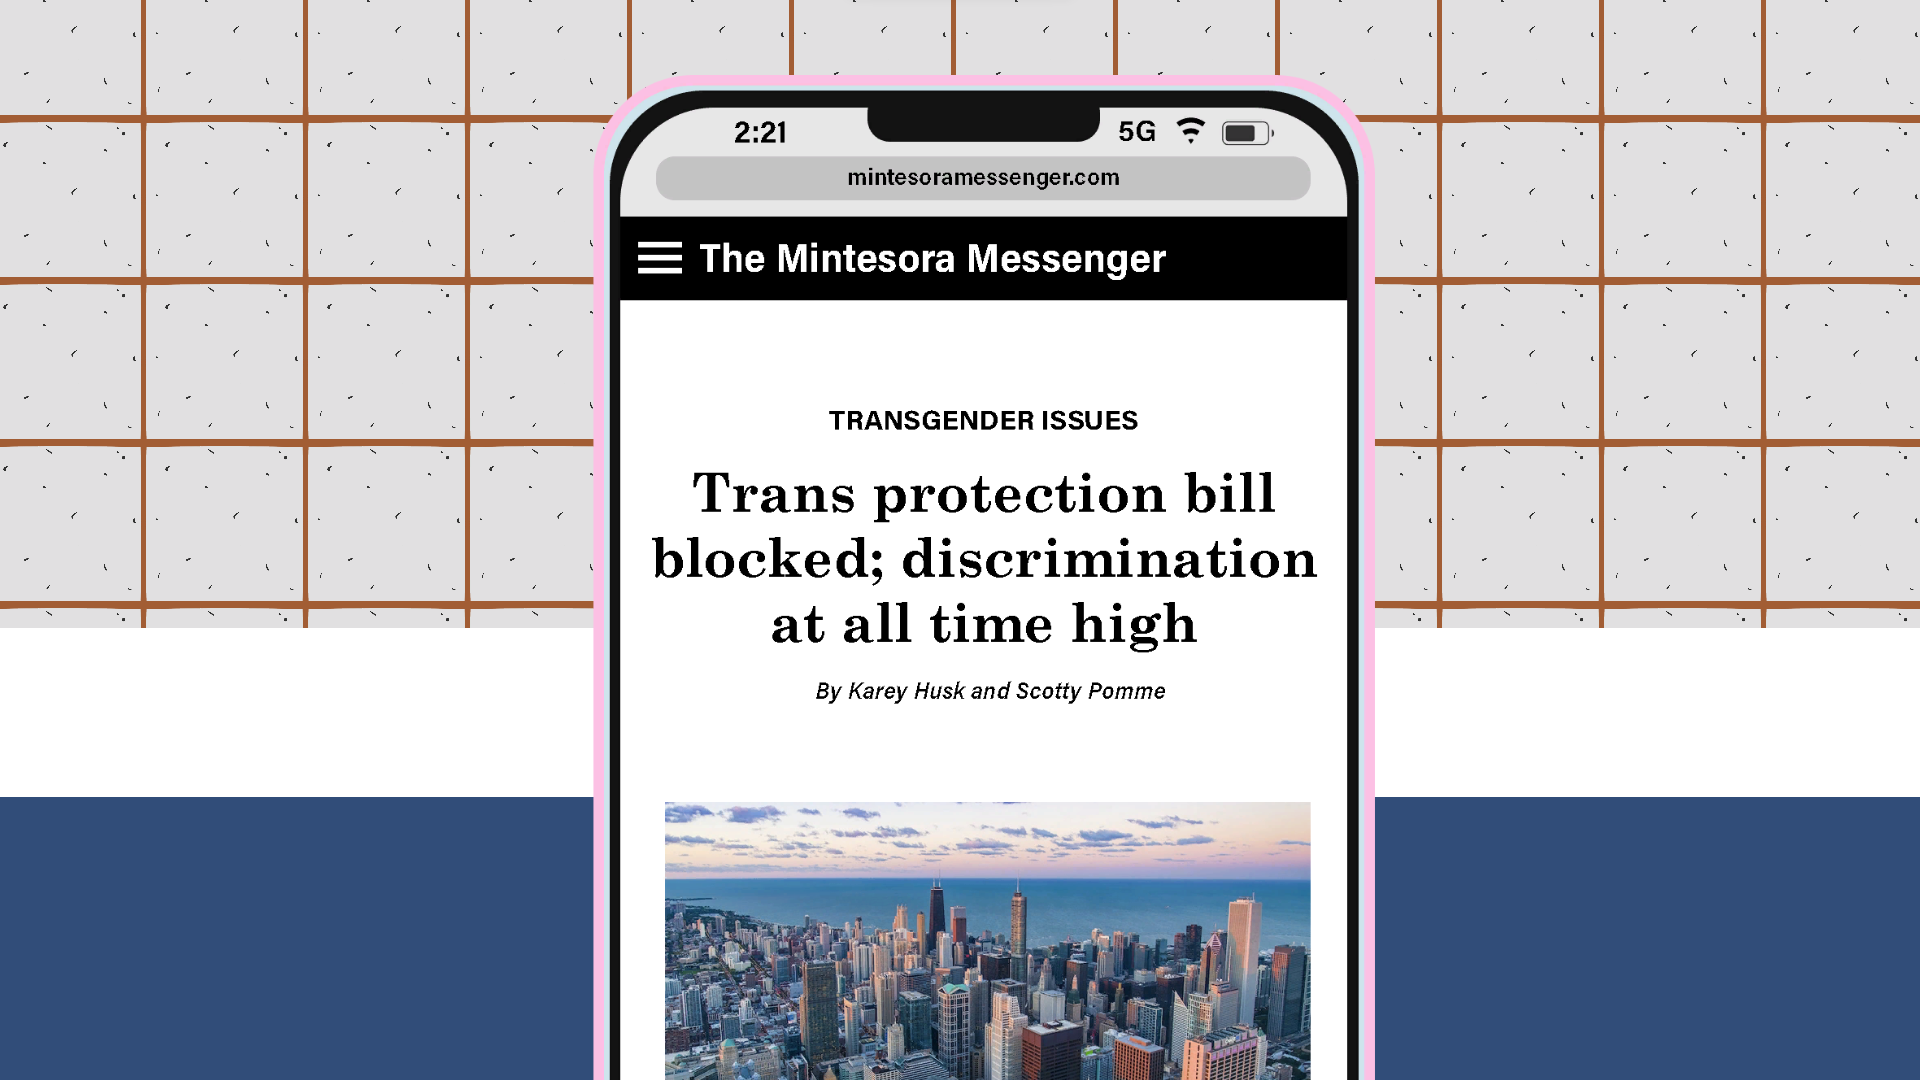 2:21 5G
mintesoramessenger.com
The Mintesora Messenger
TRANSGENDER ISSUES
Trans protection bill
blocked; discrimination
at all time high
By Karey Husk and Scotty Pomme